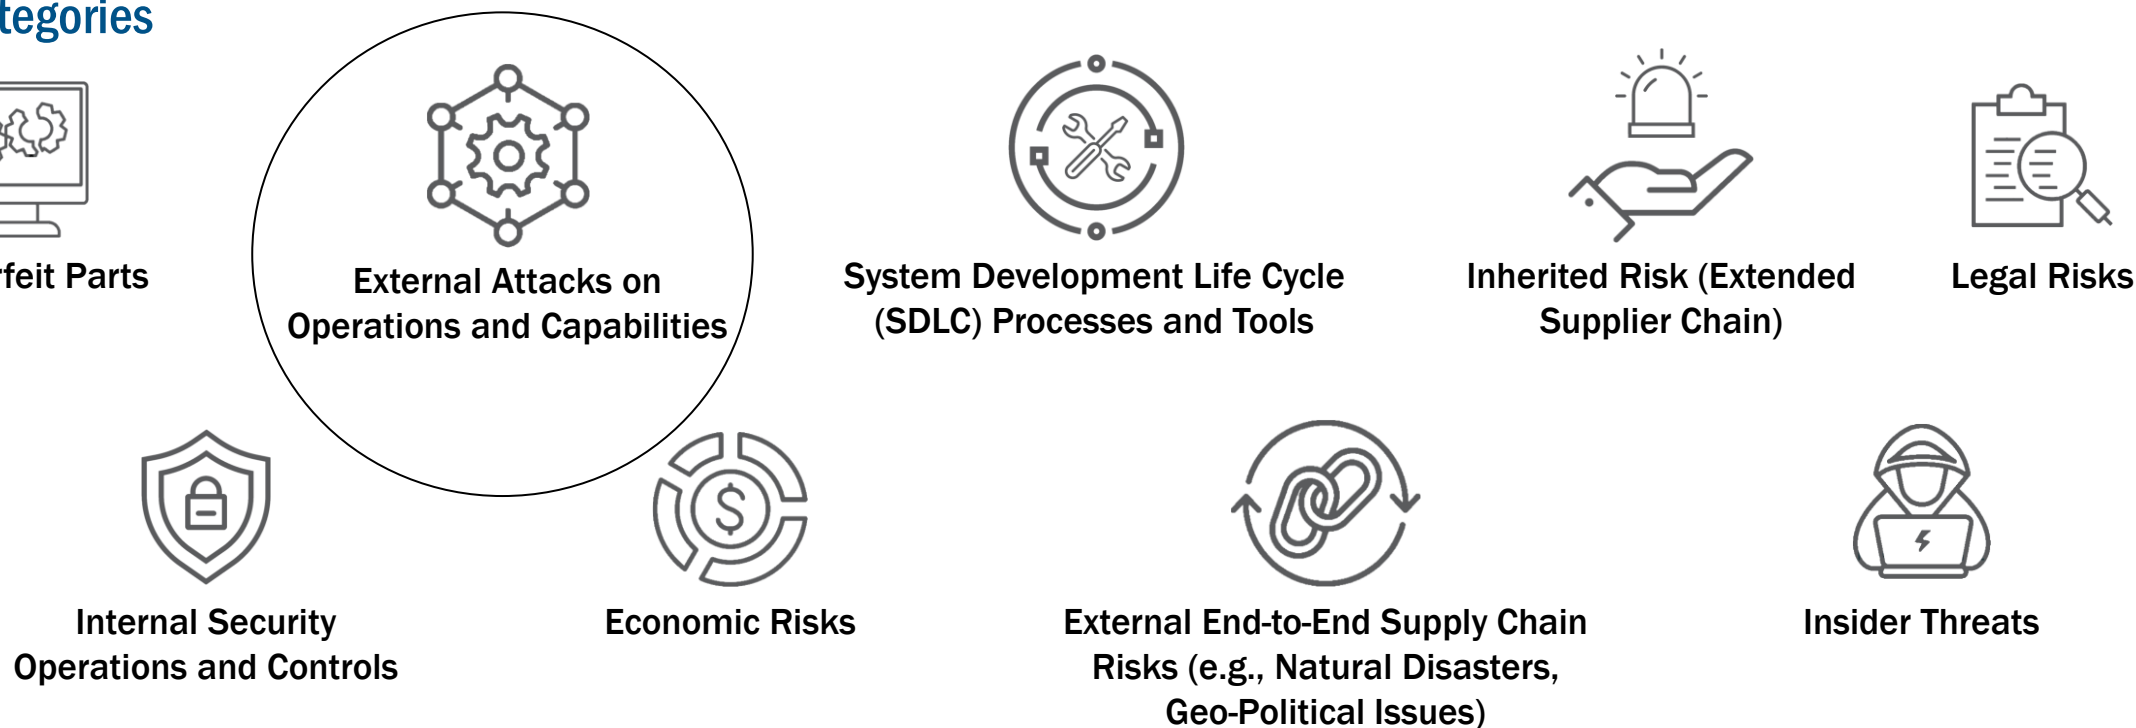 tegories
rfeit Parts
External Attacks on
Operations and Capabilities
System Development Life Cycle
(SDLC) Processes and Tools
Inherited Risk (Extended
Supplier Chain)
Legal Risks
Internal Security
Operations and Controls
$
Economic Risks
External End-to-End Supply Chain
Risks (e.g., Natural Disasters,
Geo-Political Issues)
Insider Threats